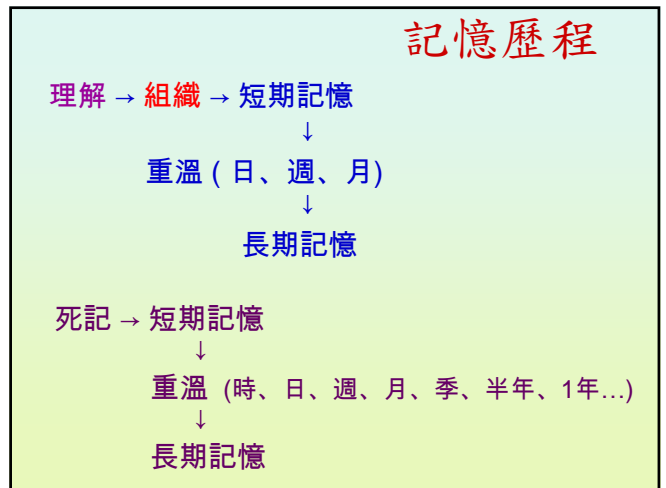 記憶歷程
理解 → 組織 → 短期記憶
↓
重溫 ( 日、週、月)
↓
長期記憶
死記 → 短期記憶
↓
重溫 (時、日、週、月、季、半年、1年…)
↓
長期記憶